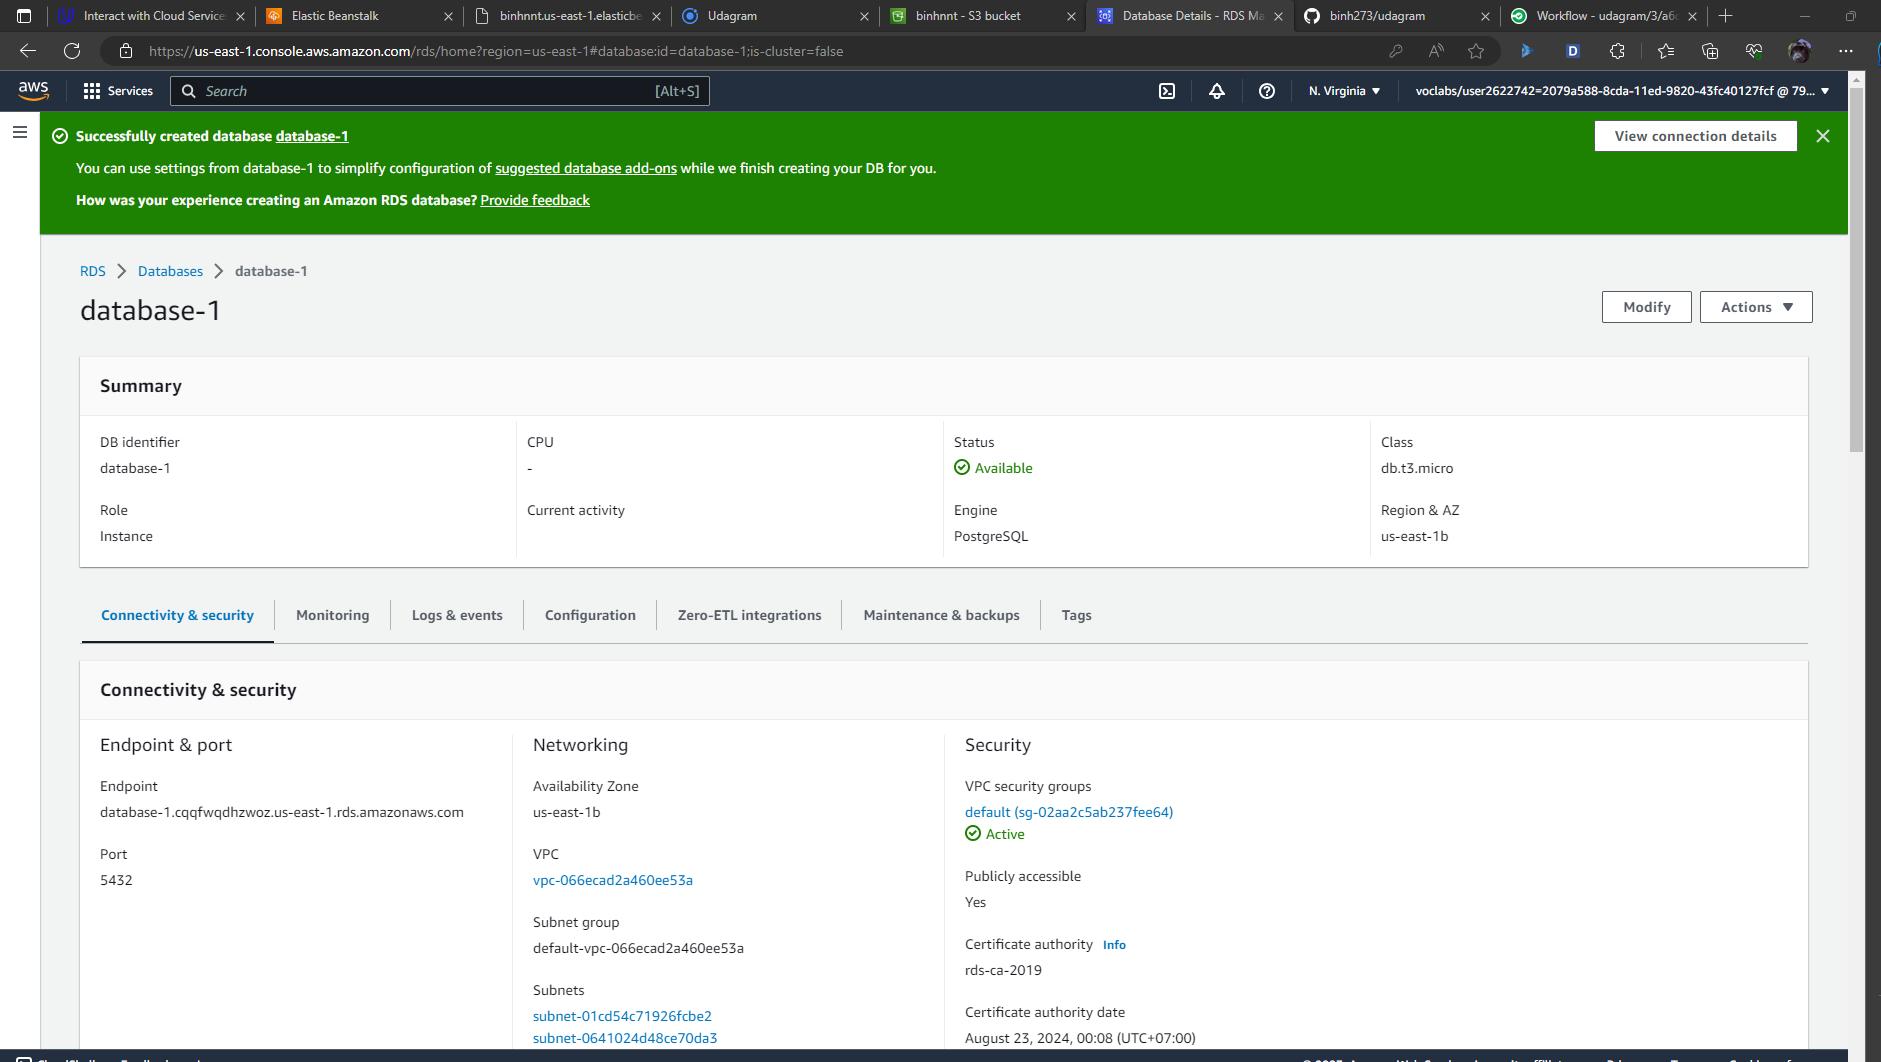 Interact with Cloud Service
Elastic Beanstalk
binhnnt.us-east-1.elasticbe
Udagram
binhnnt - S3 bucket
Database Details - RDS Ma
binh273/udagram
Workflow - udagram/3/a6c
https://us-east-1.console.aws.amazon.com/rds/home?region=us-east-1#database:id=database-1;is-cluster=false
aws
Services
Search
[Alt+S]
N. Virginia
voclabs/user2622742=2079a588-8cda-11ed-9820-43fc40127fcf @ 79...
Successfully created database database-1
View connection details
You can use settings from database-1 to simplify configuration of suggested database add-ons while we finish creating your DB for you.
How was your experience creating an Amazon RDS database? Provide feedback
RDS
Databases
database-1
database-1
Modify
Actions
Summary
DB identifier
database-1
CPU
-
Status
Available
Class
db.t3.micro
Role
Instance
Current activity
Engine
PostgreSQL
Region & AZ
us-east-1b
Connectivity & security
Monitoring
Logs & events
Configuration
Zero-ETL integrations
Maintenance & backups
Tags
Connectivity & security
Endpoint & port
Endpoint
database-1.cqqfwqdhzwoz.us-east-1.rds.amazonaws.com
Port
5432
Networking
Availability Zone
us-east-1b
VPC
vpc-066ecad2a460ee53a
Subnet group
default-vpc-066ecad2a460ee53a
Subnets
subnet-01cd54c71926fcbe2
subnet-0641024d48ce70da3
Security
VPC security groups
default (sg-02aa2c5ab237fee64)
Active
Publicly accessible
Yes
Certificate authority Info
rds-ca-2019
Certificate authority date
August 23, 2024, 00:08 (UTC+07:00)